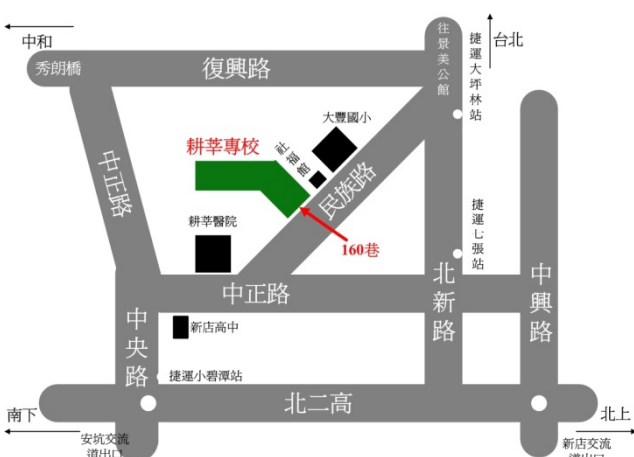 中和
台北
往景美公館
捷運大坪林站
秀朗橋
復興路
大豐國小
耕莘專校
社福館
中正路
民族路
耕莘醫院
160巷
捷運七張站
中正路
北新路
中興路
中央路
新店高中
捷運小碧潭站
北二高
南下
北上
安坑交流
道出口
新店交流
道出口